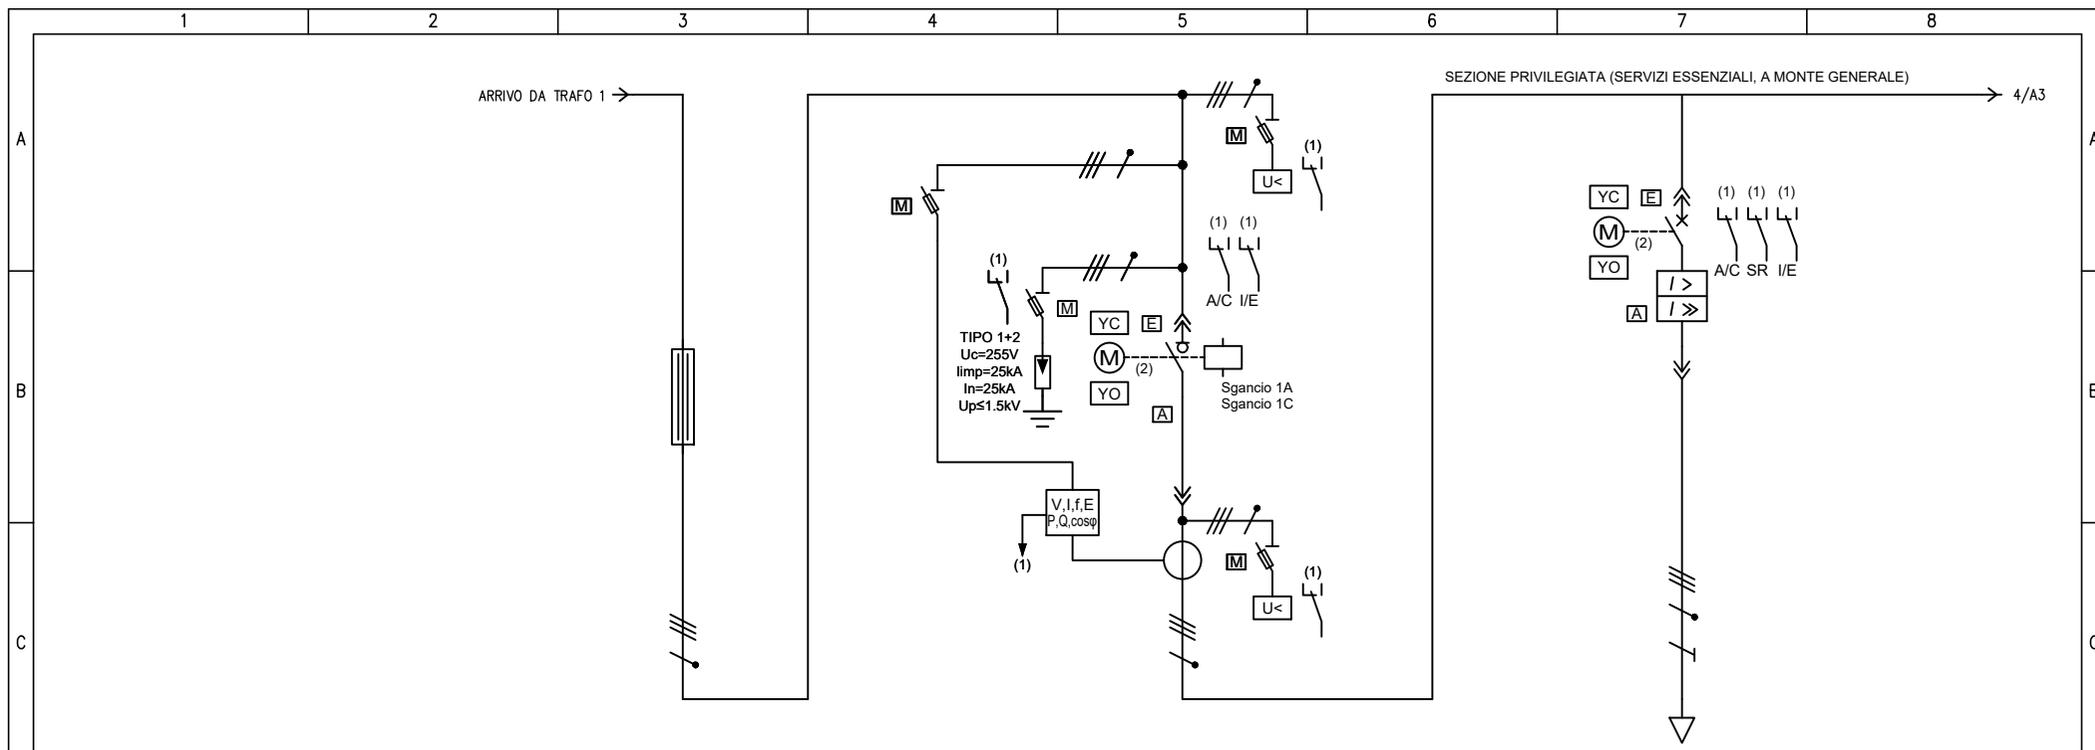 1 2 3 4 5 6 7 8
A
B
C
A
B
C
ARRIVO DA TRAFO 1
M
M
(1)
TIPO 1+2
Uc=255V
Iimp=25kA
In=25kA
Up≤1.5kV
V,I,f,E
P,Q,cosφ
(1)
M
U<
(1)
(1) (1)
A/C I/E
YC E
M
(2)
YO
A
Sgancio 1A
Sgancio 1C
M
U<
(1)
SEZIONE PRIVILEGIATA (SERVIZI ESSENZIALI, A MONTE GENERALE)
4/A3
YC E
M
(2)
YO
(1) (1) (1)
A/C SR I/E
I >
I >>
A